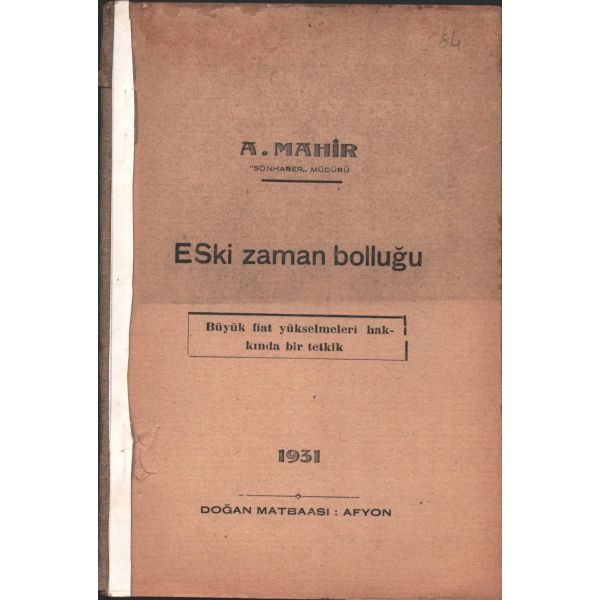 64
A. MAHİR
"SONHABER,, MÜDÜRÜ
ESki zaman bolluğu
Büyük fiat yükselmeleri hak-
kında bir tetkik
1931
DOĞAN MATBAASI : AFYON